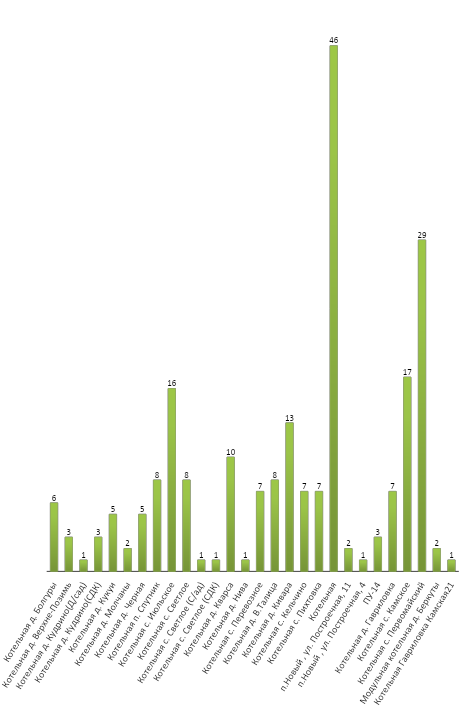 46
29
17
16
13
10
8
8
8
7
7
7
7
6
5
5
3
3
3
2
2
2
1
1
1
1
1
1
Котельная д. Болгуры
Котельная д. Верхне-Позимь
Котельная д. Кудрино(Д/сад)
Котельная д. Кудрино(СДК)
Котельная д. Кукуи
Котельная д. Молчаны
Котельная д. Черная
Котельная п. Спутник
Котельная с. Июльское
Котельная с. Светлое
Котельная с. Светлое (С/ад)
Котельная с. Светлое (СДК)
Котельная д. Кварса
Котельная д. Нива
Котельная с. Перевозное
Котельная д. В.Талица
Котельная д. Кивара
Котельная с. Кельчино
Котельная с. Пихтовка
Котельная
п.Новый , ул. Построечная, 11
п.Новый , ул. Построечная, 4
ПУ-14
Котельная д. Гавриловка
Котельная с. Камское
Котельная с. Первомайский
Модульная котельная д. Бернуты
Котельная Гавриловка Камская21